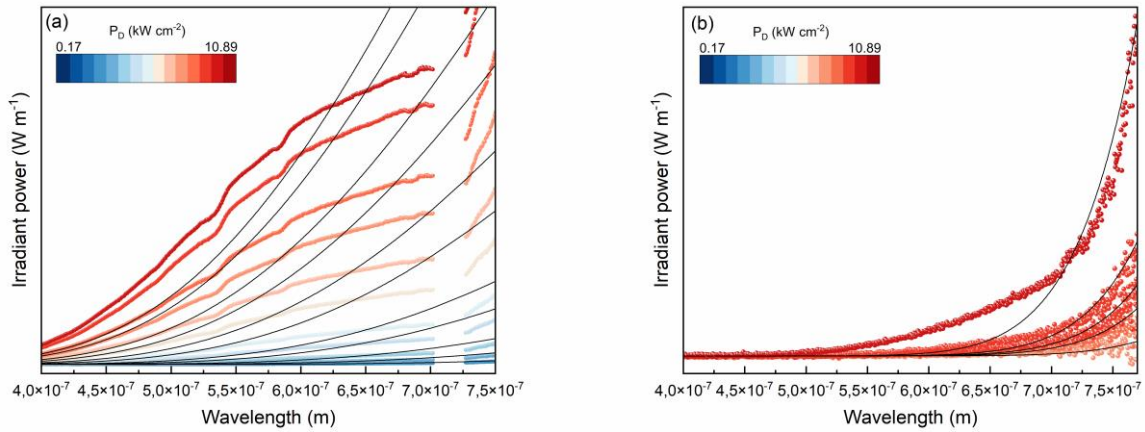 (a)
P_D (kW cm⁻²)
0.17 10.89
Irradiant power (W m⁻¹)
4,0×10⁻⁷ 4,5×10⁻⁷ 5,0×10⁻⁷ 5,5×10⁻⁷ 6,0×10⁻⁷ 6,5×10⁻⁷ 7,0×10⁻⁷ 7,5×10⁻⁷
Wavelength (m)
(b)
P_D (kW cm⁻²)
0.17 10.89
Irradiant power (W m⁻¹)
4,0×10⁻⁷ 4,5×10⁻⁷ 5,0×10⁻⁷ 5,5×10⁻⁷ 6,0×10⁻⁷ 6,5×10⁻⁷ 7,0×10⁻⁷ 7,5×10⁻⁷
Wavelength (m)